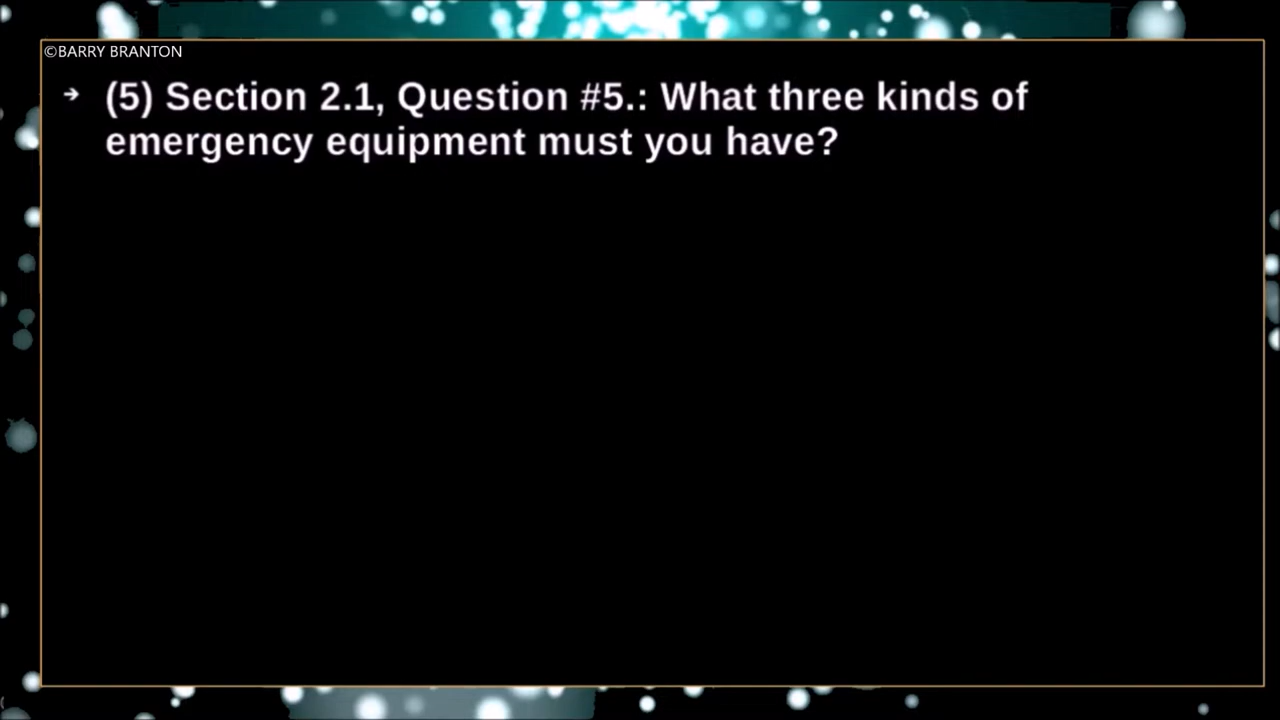 ©BARRY BRANTON
➔ (5) Section 2.1, Question #5.: What three kinds of
emergency equipment must you have?